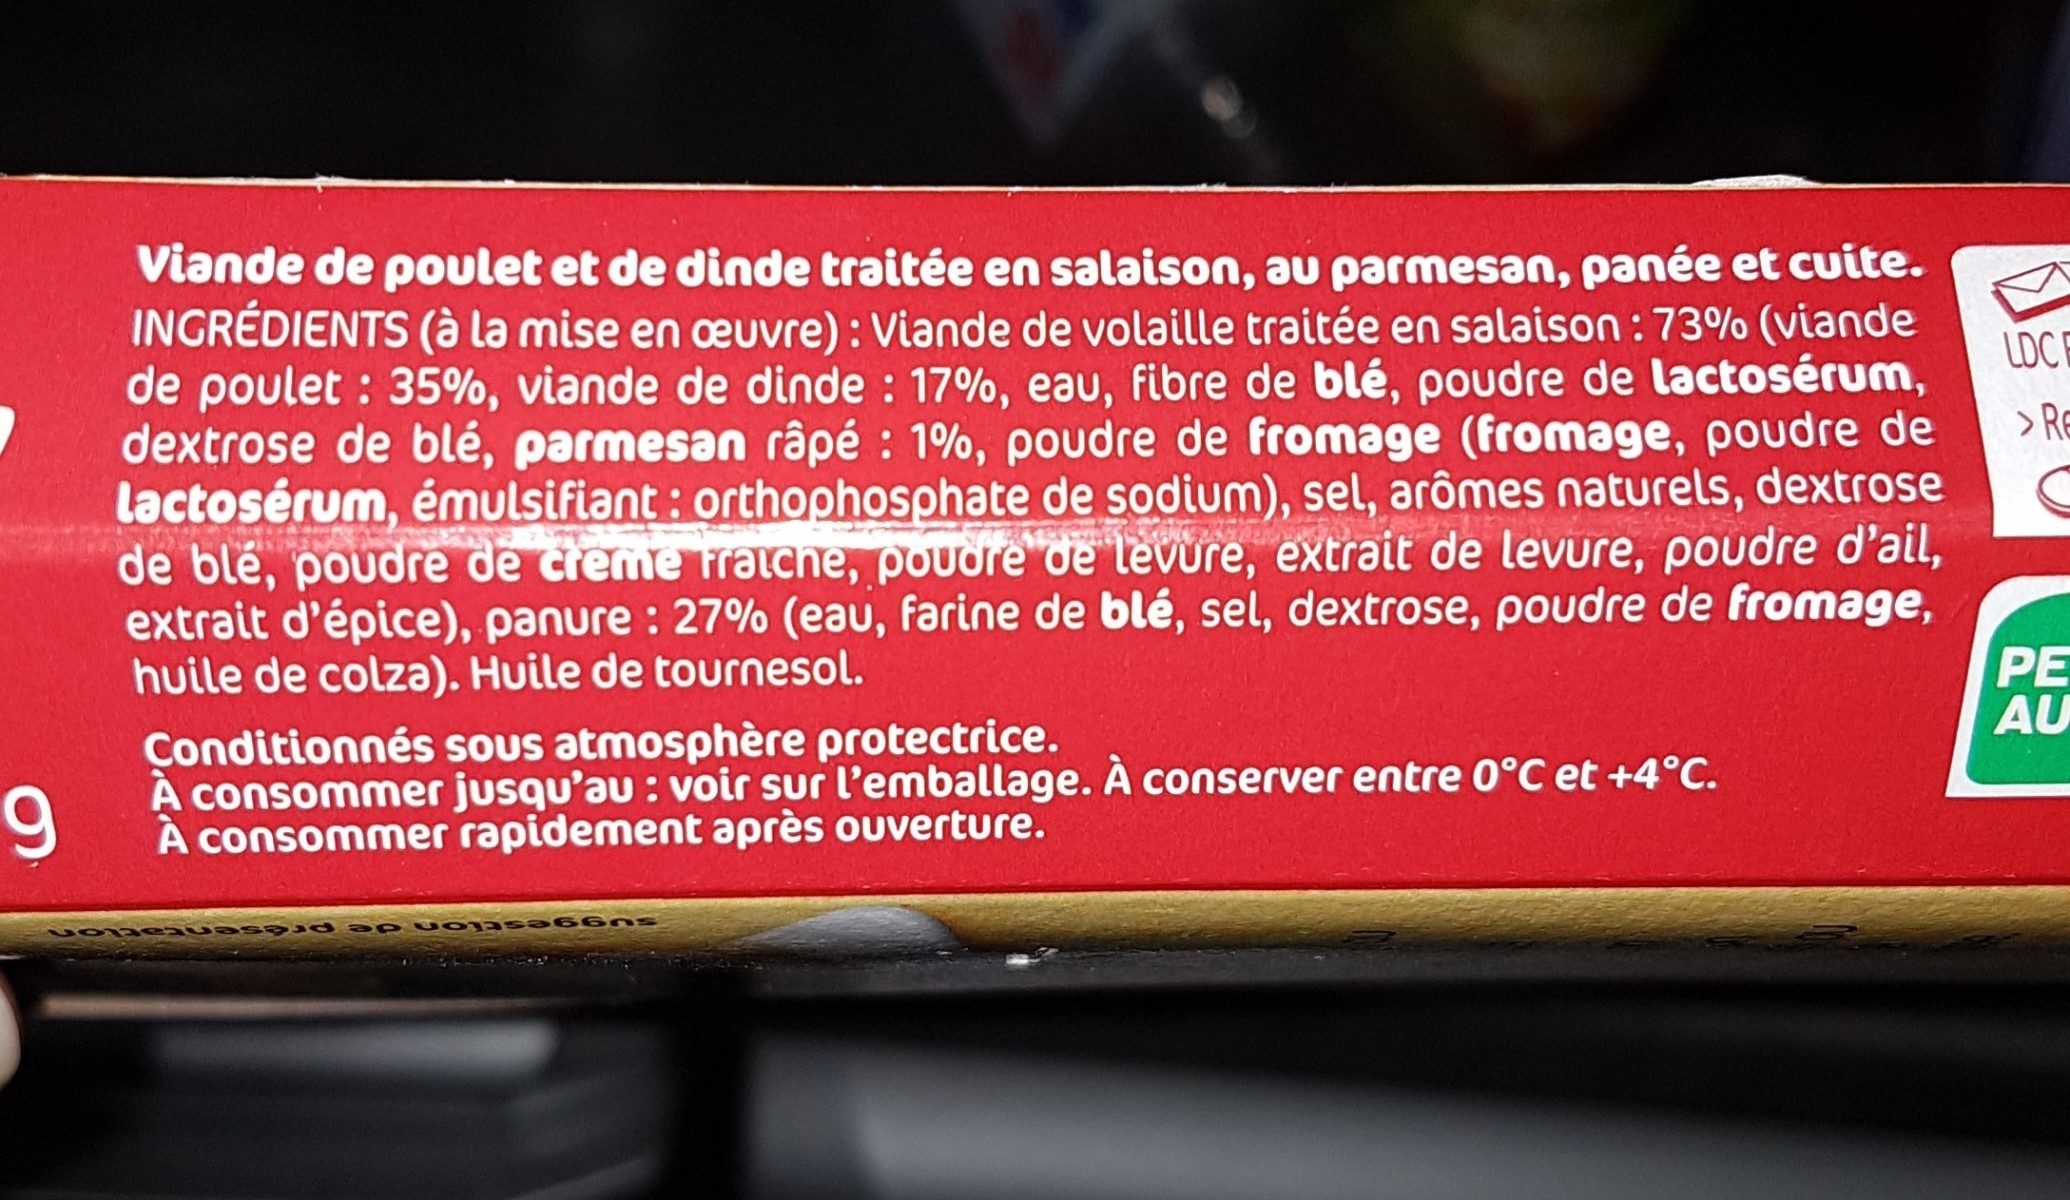 Viande de poulet et de dinde traitée en salaison, au parmesan, panée et cuite.
INGRÉDIENTS (à la mise en œuvre) : Viande de volaille traitée en salaison : 73% (viande
de poulet : 35%, viande de dinde : 17%, eau, fibre de blé, poudre de lactosérum,
dextrose de blé, parmesan râpé : 1%, poudre de fromage (fromage, poudre de
lactosérum, émulsifiant : orthophosphate de sodium), sel, arômes naturels, dextrose
de blé, poudre de crème fraîche, poudre de levure, extrait de levure, poudre d'ail,
extrait d'épice), panure : 27% (eau, farine de blé, sel, dextrose, poudre de fromage,
huile de colza). Huile de tournesol.
Conditionnés sous atmosphère protectrice.
À consommer jusqu'au : voir sur l'emballage. À conserver entre 0°C et +4°C.
À consommer rapidement après ouverture.
9
LDC
> Re
PE
AU
suggestion de présentation